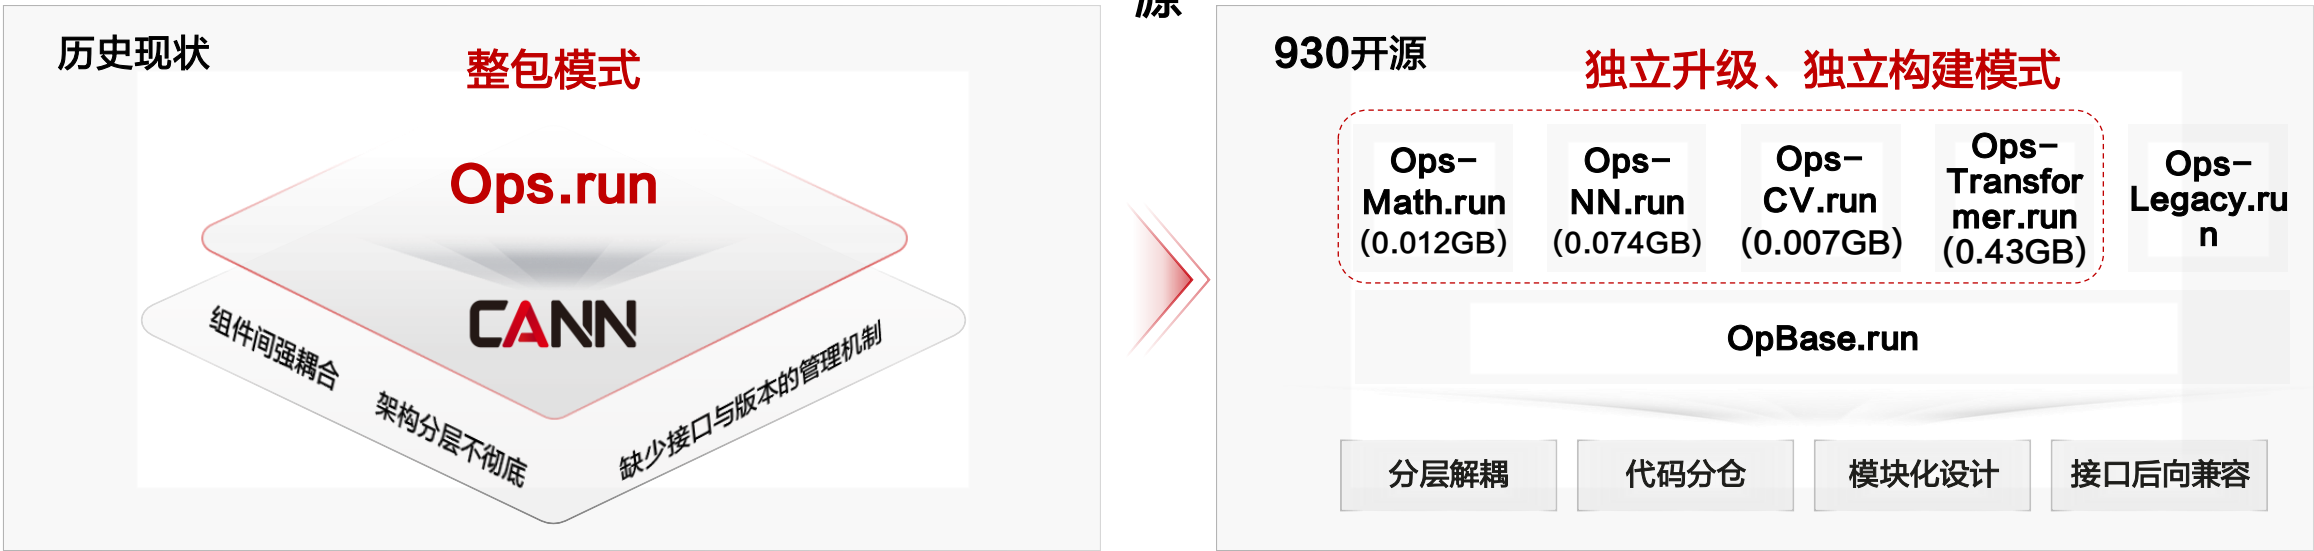 源
历史现状
整包模式
Ops.run
CANN
组件间强耦合
架构分层不彻底
缺少接口与版本的管理机制
930开源
独立升级、独立构建模式
Ops-
Math.run
(0.012GB)
Ops-
NN.run
(0.074GB)
Ops-
CV.run
(0.007GB)
Ops-
Transfor
mer.run
(0.43GB)
Ops-
Legacy.ru
n
OpBase.run
分层解耦
代码分仓
模块化设计
接口后向兼容